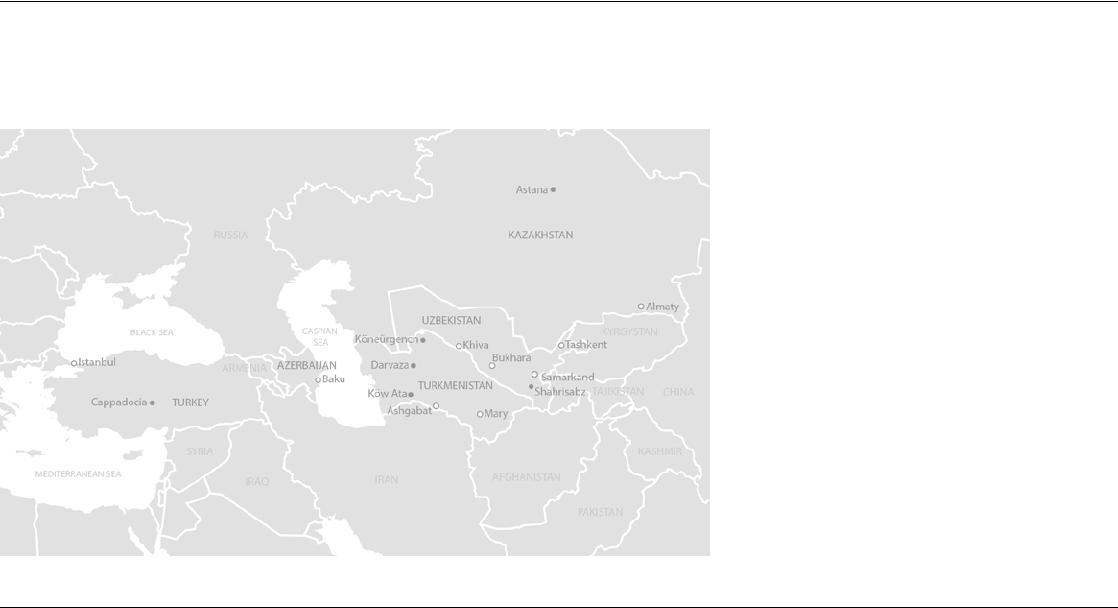 Astana
KAZAKHSTAN
RUSSIA
Almaty
UZBEKISTAN
KYRGYSTAN
BLACK SEA
CASPIAN
SEA
Köneürgench
Khiva
Tashkent
Bukhara
Istanbul
ARMENIA
AZERBAIJAN
Darvaza
Baku
Samarkand
TURKMENISTAN
Shahrisabz
TAJIKISTAN
CHINA
Köw Ata
Cappadocia
TURKEY
Ashgabat
Mary
SYRIA
KASHMIR
MEDITERRANEAN SEA
IRAQ
IRAN
AFGHANISTAN
PAKISTAN